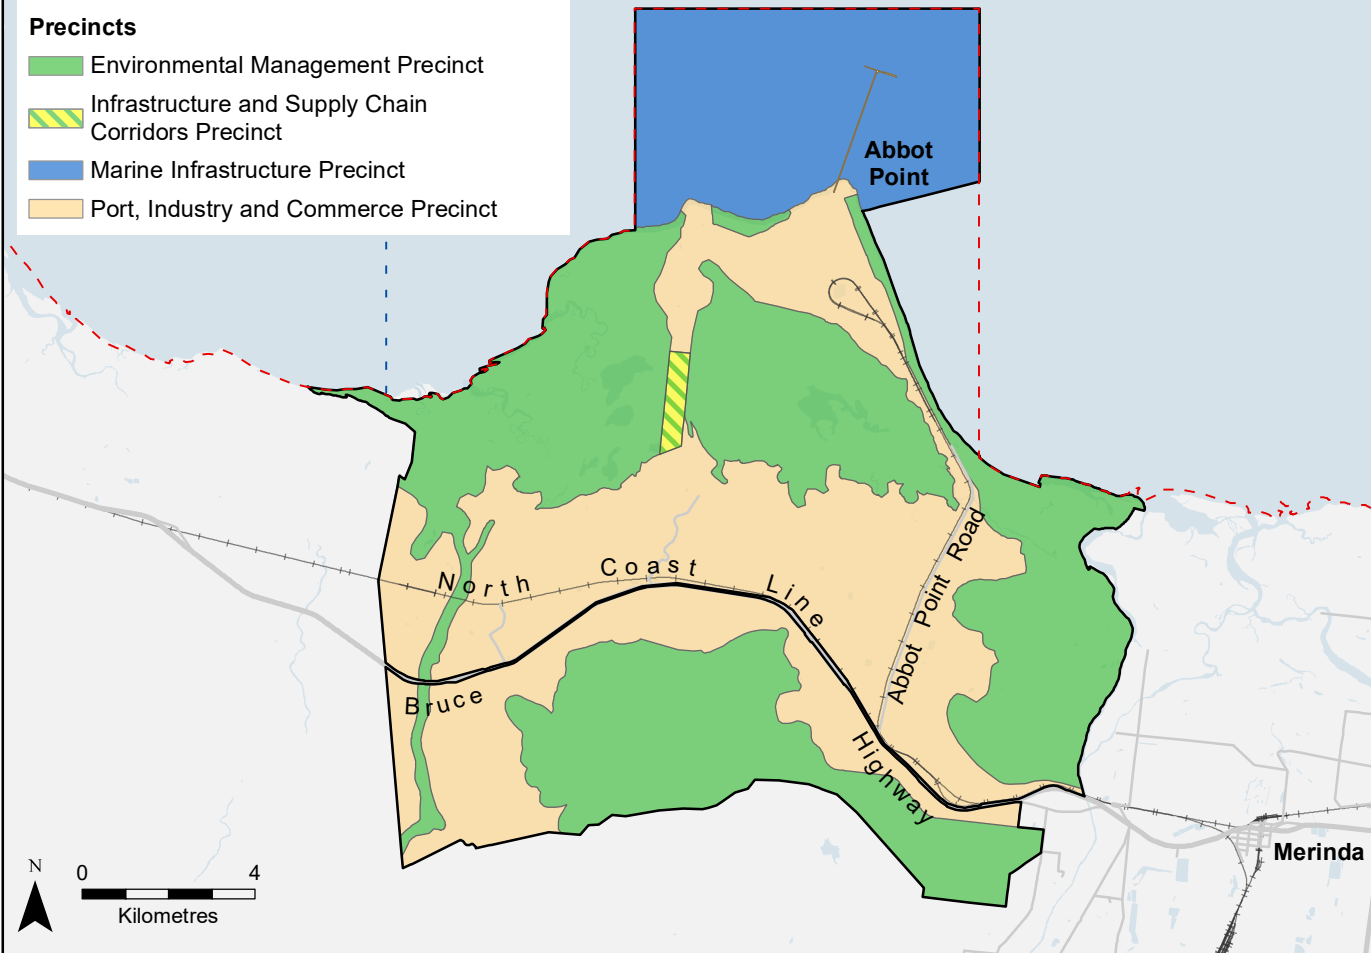 Precincts
Environmental Management Precinct
Infrastructure and Supply Chain
Corridors Precinct
Marine Infrastructure Precinct
Port, Industry and Commerce Precinct
Abbot
Point
North Coast Line
Abbot Point Road
Bruce Highway
Merinda
N
0 4
Kilometres